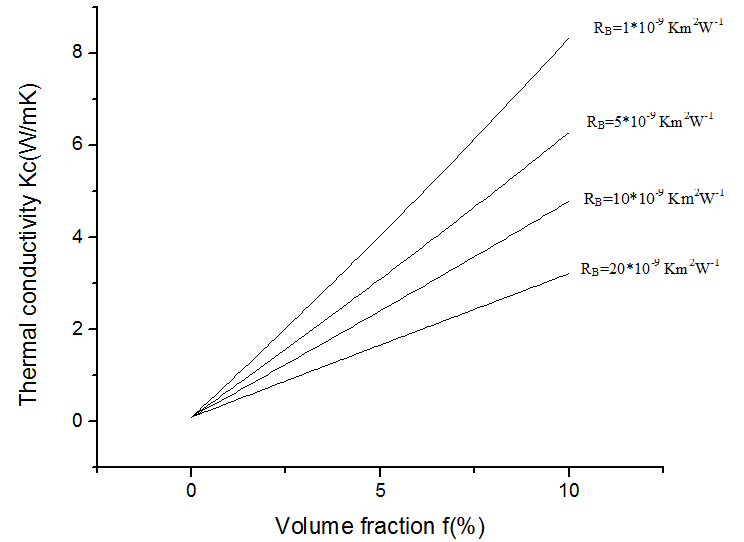 R_B=1*10^-9 Km^2W^-1
8
R_B=5*10^-9 Km^2W^-1
6
R_B=10*10^-9 Km^2W^-1
4
R_B=20*10^-9 Km^2W^-1
2
0
Thermal conductivity Kc(W/mK)
0 5 10
Volume fraction f(%)